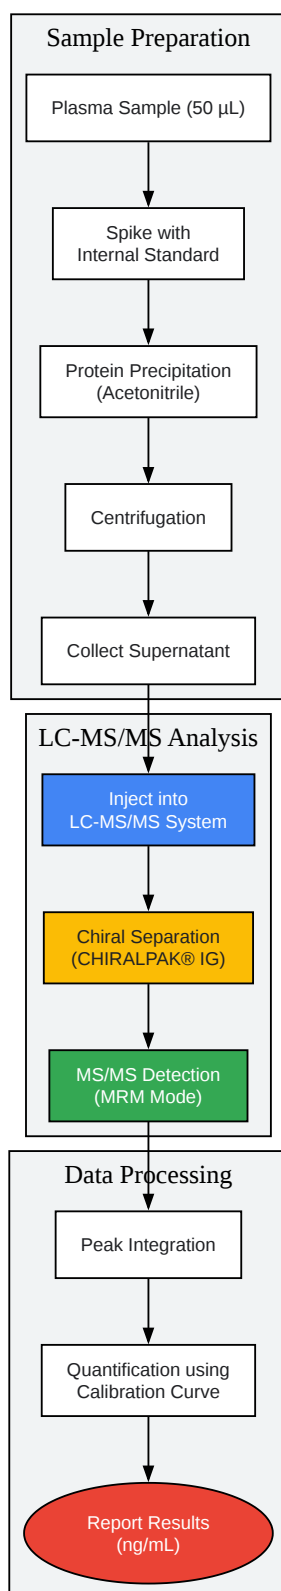 Sample Preparation
Plasma Sample (50 µL)
Spike with
Internal Standard
Protein Precipitation
(Acetonitrile)
Centrifugation
Collect Supernatant
LC-MS/MS Analysis
Inject into
LC-MS/MS System
Chiral Separation
(CHIRALPAK® IG)
MS/MS Detection
(MRM Mode)
Data Processing
Peak Integration
Quantification using
Calibration Curve
Report Results
(ng/mL)